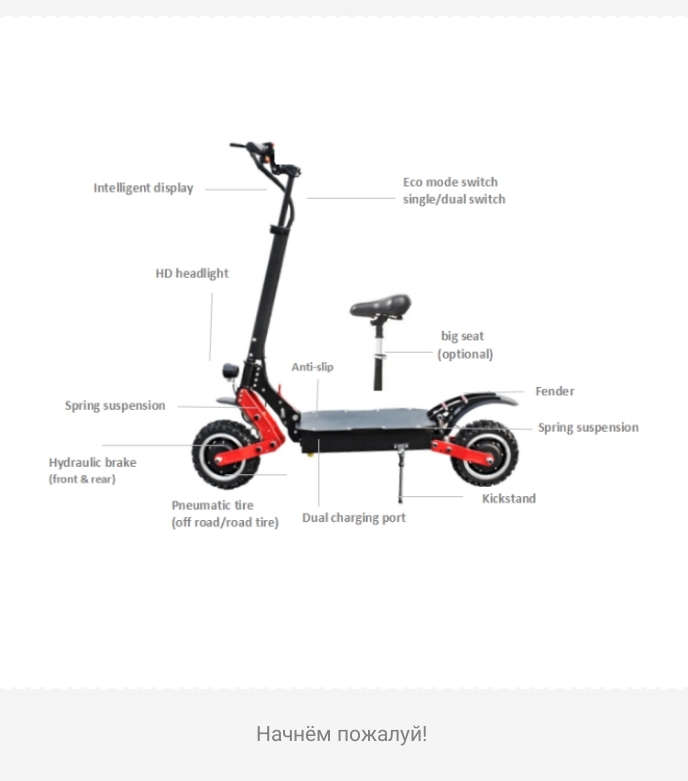 Intelligent display
Eco mode switch
single/dual switch
HD headlight
big seat
(optional)
Anti-slip
Fender
Spring suspension
Spring suspension
Hydraulic brake
(front & rear)
Kickstand
Pneumatic tire
(off road/road tire)
Dual charging port
Начнём пожалуй!